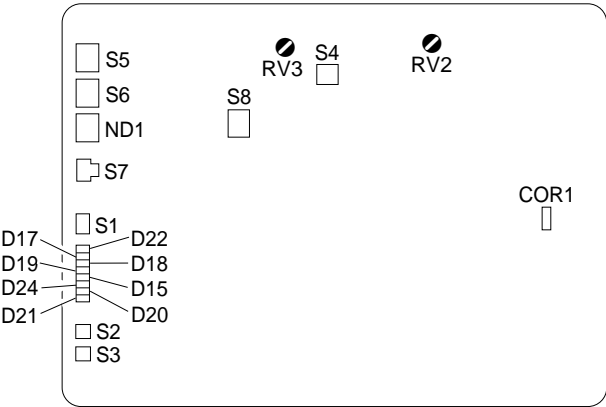 S5
S4
RV3
RV2
S6
S8
ND1
S7
COR1
S1
D17
D22
D19
D18
D24
D15
D21
D20
S2
S3